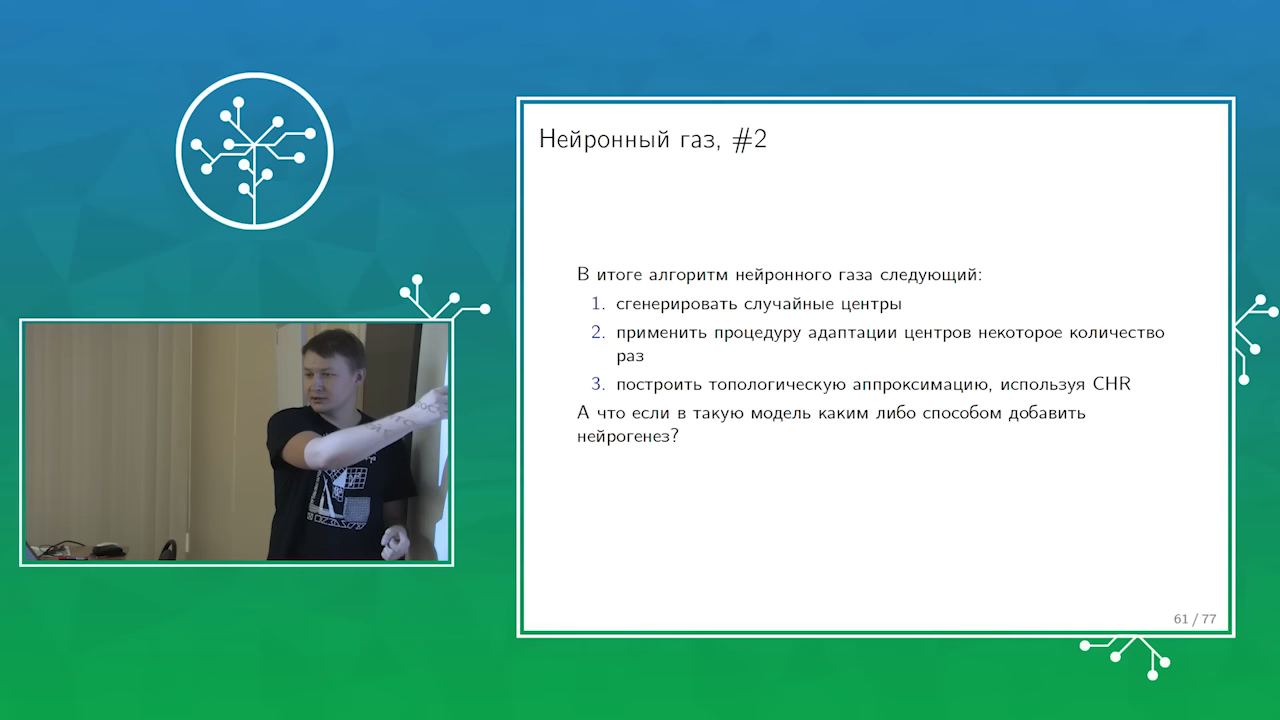 Нейронный газ, #2
В итоге алгоритм нейронного газа следующий:
1. сгенерировать случайные центры
2. применить процедуру адаптации центров некоторое количество
раз
3. построить топологическую аппроксимацию, используя CHR
А что если в такую модель каким либо способом добавить
нейрогенез?
61 / 77